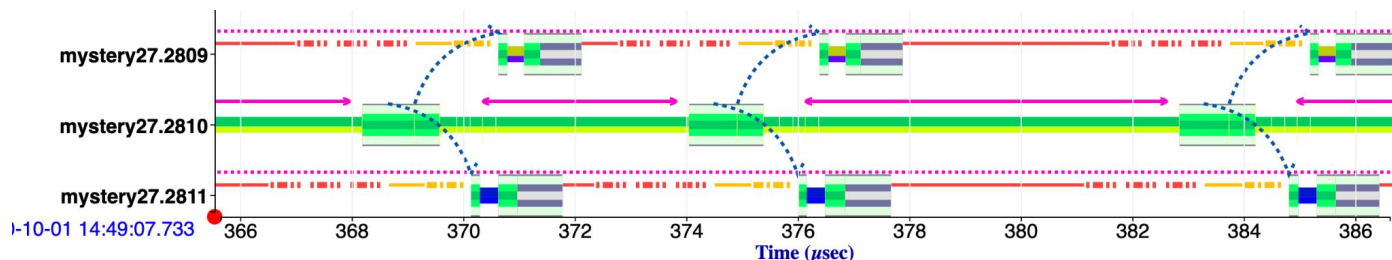 mystery27.2809
mystery27.2810
mystery27.2811
-10-01 14:49:07.733
366 368 370 372 374 376 378 380 382 384 386
Time (µsec)